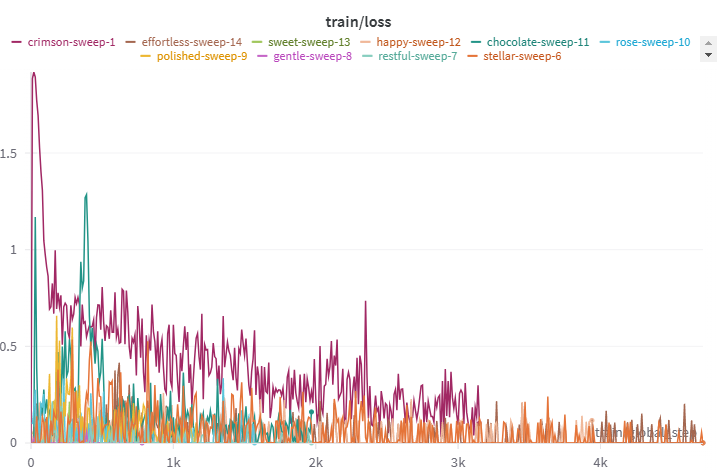 train/loss
crimson-sweep-1 effortless-sweep-14 sweet-sweep-13 happy-sweep-12 chocolate-sweep-11 rose-sweep-10
polished-sweep-9 gentle-sweep-8 restful-sweep-7 stellar-sweep-6
1.5
1
0.5
0
train/global_step
0 1k 2k 3k 4k